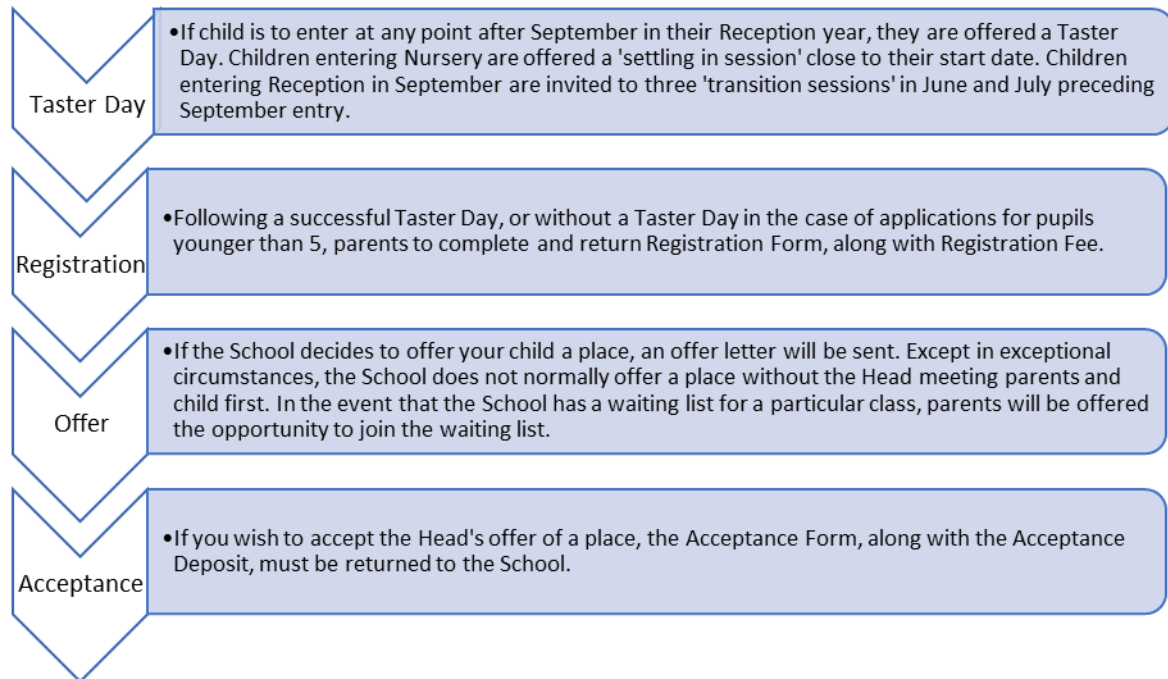 Taster Day
•If child is to enter at any point after September in their Reception year, they are offered a Taster
Day. Children entering Nursery are offered a 'settling in session' close to their start date. Children
entering Reception in September are invited to three 'transition sessions' in June and July preceding
September entry.
Registration
•Following a successful Taster Day, or without a Taster Day in the case of applications for pupils
younger than 5, parents to complete and return Registration Form, along with Registration Fee.
Offer
•If the School decides to offer your child a place, an offer letter will be sent. Except in exceptional
circumstances, the School does not normally offer a place without the Head meeting parents and
child first. In the event that the School has a waiting list for a particular class, parents will be offered
the opportunity to join the waiting list.
Acceptance
•If you wish to accept the Head's offer of a place, the Acceptance Form, along with the Acceptance
Deposit, must be returned to the School.